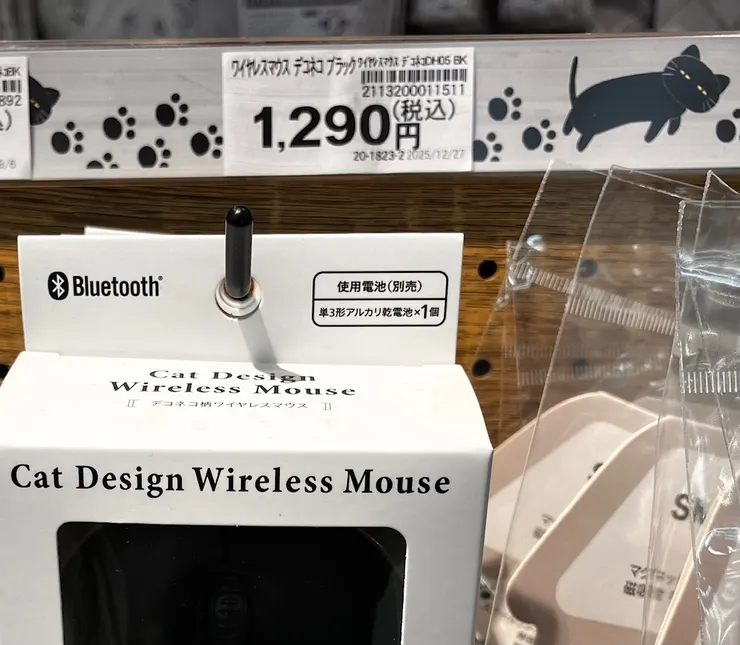 ワイヤレスマウス デコネコ ブラック ワイヤレスマウス デコネコDH05 BK
2113200011511
1,290円(税込)
20-1823-2 2025/12/27
BK
892
9/6
Bluetooth®
使用電池(別売)
単3形アルカリ乾電池×1個
Cat Design
Wireless Mouse
[[ デコネコ柄ワイヤレスマウス ]]
Cat Design Wireless Mouse